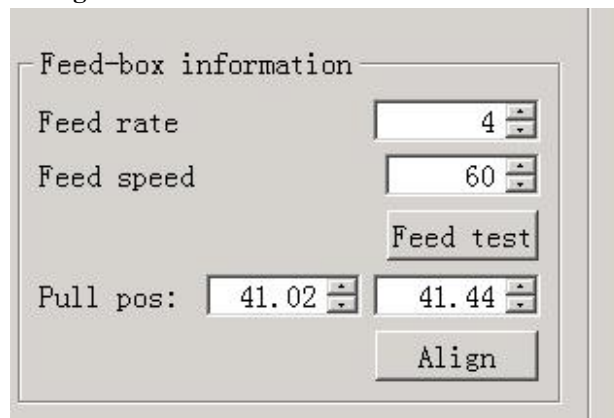 Feed-box information
Feed rate 4
Feed speed 60
Feed test
Pull pos: 41.02 41.44
Align